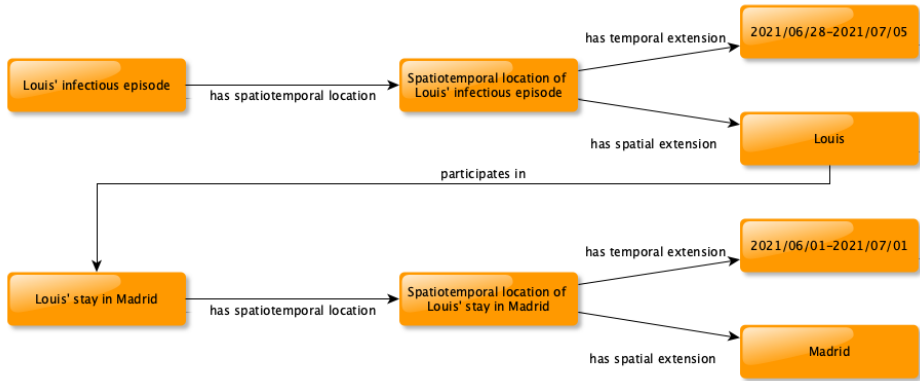 2021/06/28-2021/07/05
has temporal extension
Louis' infectious episode
has spatiotemporal location
Spatiotemporal location of
Louis' infectious episode
has spatial extension
Louis
participates in
2021/06/01-2021/07/01
has temporal extension
Louis' stay in Madrid
has spatiotemporal location
Spatiotemporal location of
Louis' stay in Madrid
has spatial extension
Madrid